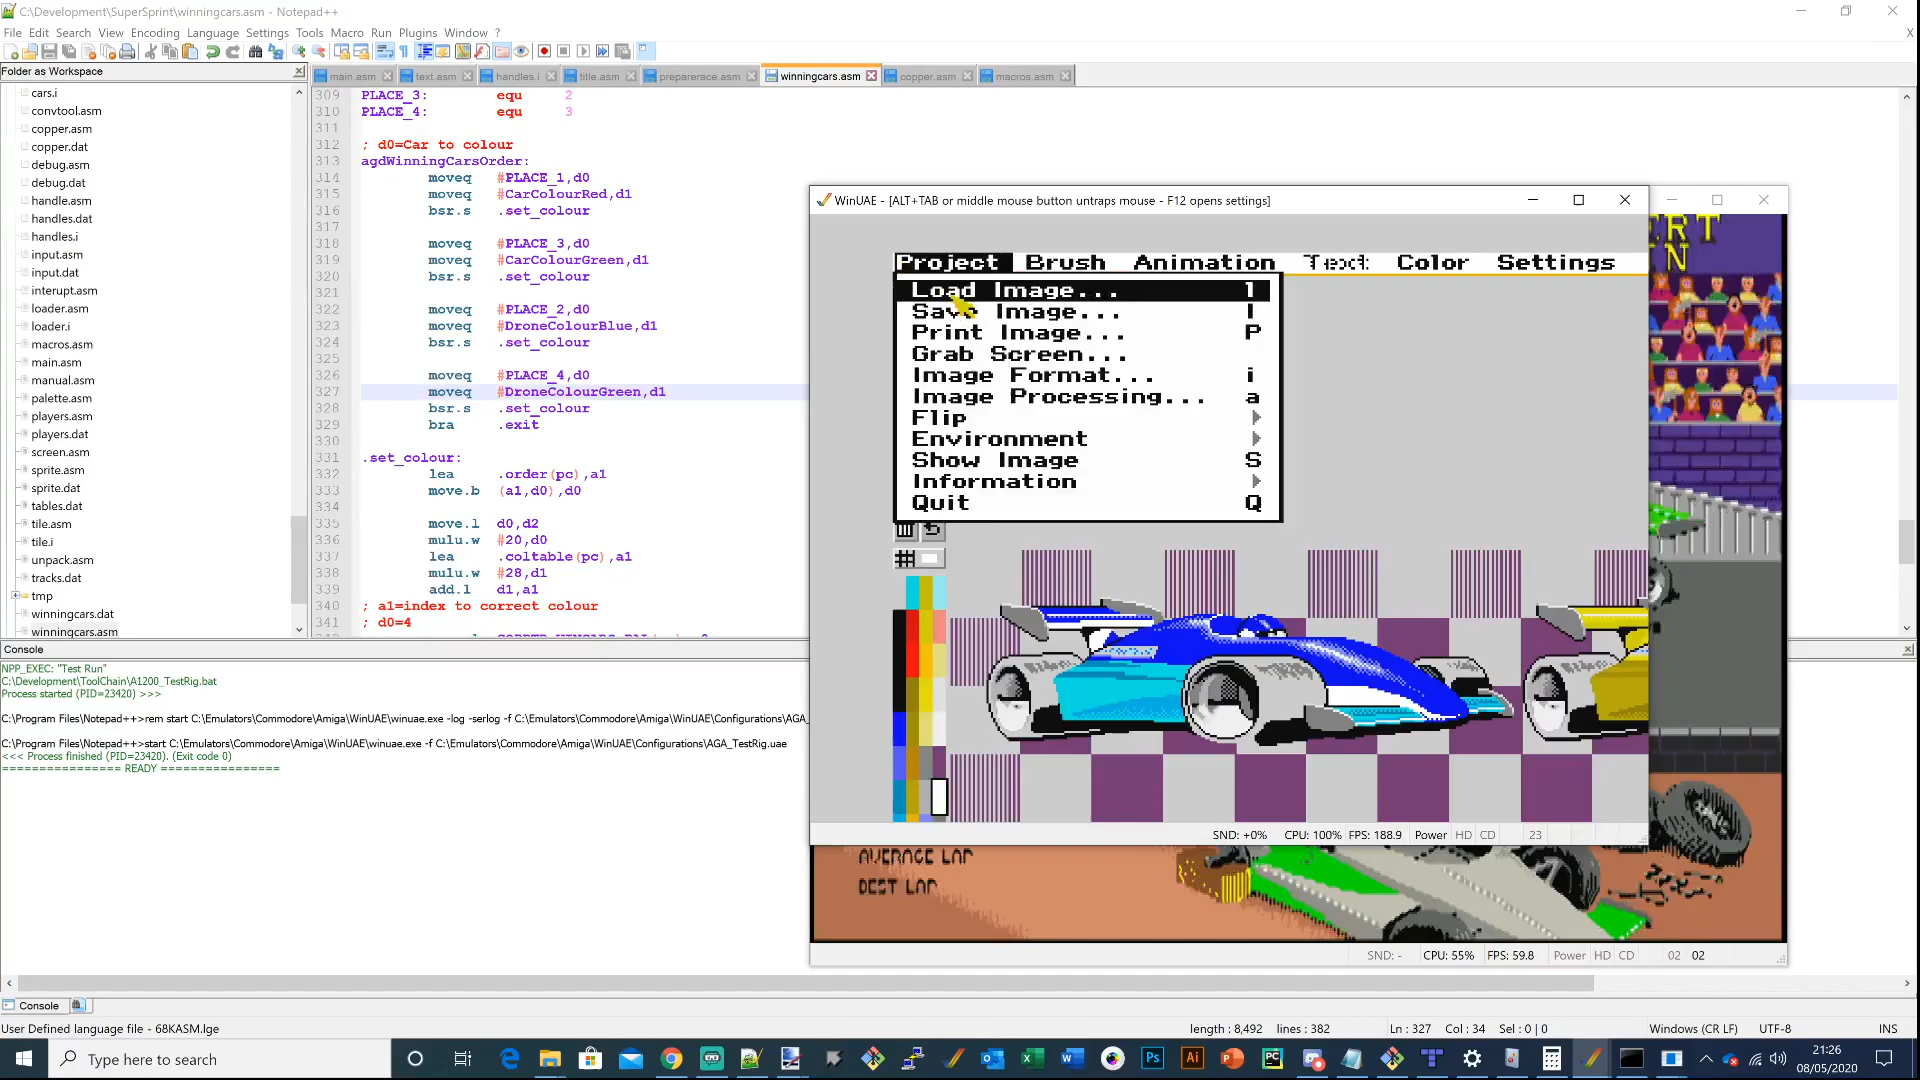 C:\Development\SuperSprint\winningcars.asm - Notepad++
File Edit Search View Encoding Language Settings Tools Macro Run Plugins Window ? X
Folder as Workspace
main.asm text.asm handles.i title.asm preparerace.asm winningcars.asm copper.asm macros.asm
cars.i
convtool.asm
copper.asm
copper.dat
debug.asm
debug.dat
handle.asm
handles.dat
handles.i
input.asm
input.dat
interupt.asm
loader.asm
loader.i
macros.asm
main.asm
manual.asm
palette.asm
players.asm
players.dat
screen.asm
sprite.asm
sprite.dat
tables.dat
tile.asm
tile.i
unpack.asm
tracks.dat
tmp
winningcars.dat
winningcars.asm
309 PLACE_3: equ 2
310 PLACE_4: equ 3
311
312 ; d0=Car to colour
313 agdWinningCarsOrder:
314 moveq #PLACE_1,d0
315 moveq #CarColourRed,d1
316 bsr.s .set_colour
317
318 moveq #PLACE_3,d0
319 moveq #CarColourGreen,d1
320 bsr.s .set_colour
321
322 moveq #PLACE_2,d0
323 moveq #DroneColourBlue,d1
324 bsr.s .set_colour
325
326 moveq #PLACE_4,d0
327 moveq #DroneColourGreen,d1
328 bsr.s .set_colour
329 bra .exit
330
331 .set_colour:
332 lea .order(pc),a1
333 move.b (a1,d0),d0
334
335 move.l d0,d2
336 mulu.w #20,d0
337 lea .coltable(pc),a1
338 mulu.w #28,d1
339 add.l d1,a1
340 ; a1=index to correct colour
341 ; d0=4
WinUAE - [ALT+TAB or middle mouse button untraps mouse - F12 opens settings]
Project Brush Animation Text Color Settings
Load Image... l
Save Image...
Print Image... P
Grab Screen...
Image Format... i
Image Processing... a
Flip
Environment
Show Image S
Information
Quit Q
SND: +0% CPU: 100% FPS: 188.9 Power HD CD 23
AVERAGE LAP
BEST LAP
SND: - CPU: 55% FPS: 59.8 Power HD CD 02 02
Console
NPP_EXEC: "Test Run"
C:\Development\ToolChain\A1200_TestRig.bat
Process started (PID=23420) >>>
C:\Program Files\Notepad++>rem start C:\Emulators\Commodore\Amiga\WinUAE\winuae.exe -log -serlog -f C:\Emulators\Commodore\Amiga\WinUAE\Configurations\AGA_
C:\Program Files\Notepad++>start C:\Emulators\Commodore\Amiga\WinUAE\winuae.exe -f C:\Emulators\Commodore\Amiga\WinUAE\Configurations\AGA_TestRig.uae
<<< Process finished (PID=23420). (Exit code 0)
================ READY ================
Console
User Defined language file - 68KASM.lge length : 8,492 lines : 382 Ln : 327 Col : 34 Sel : 0 | 0 Windows (CR LF) UTF-8 INS
Type here to search
21:26
08/05/2020